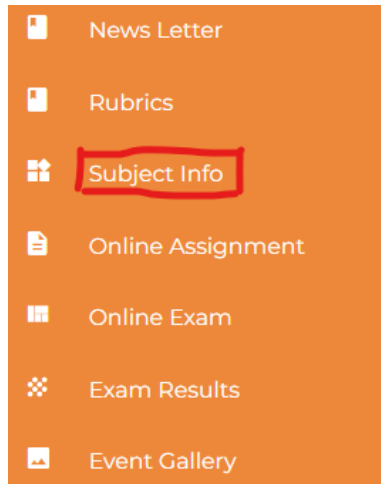 News Letter
Rubrics
Subject Info
Online Assignment
Online Exam
Exam Results
Event Gallery